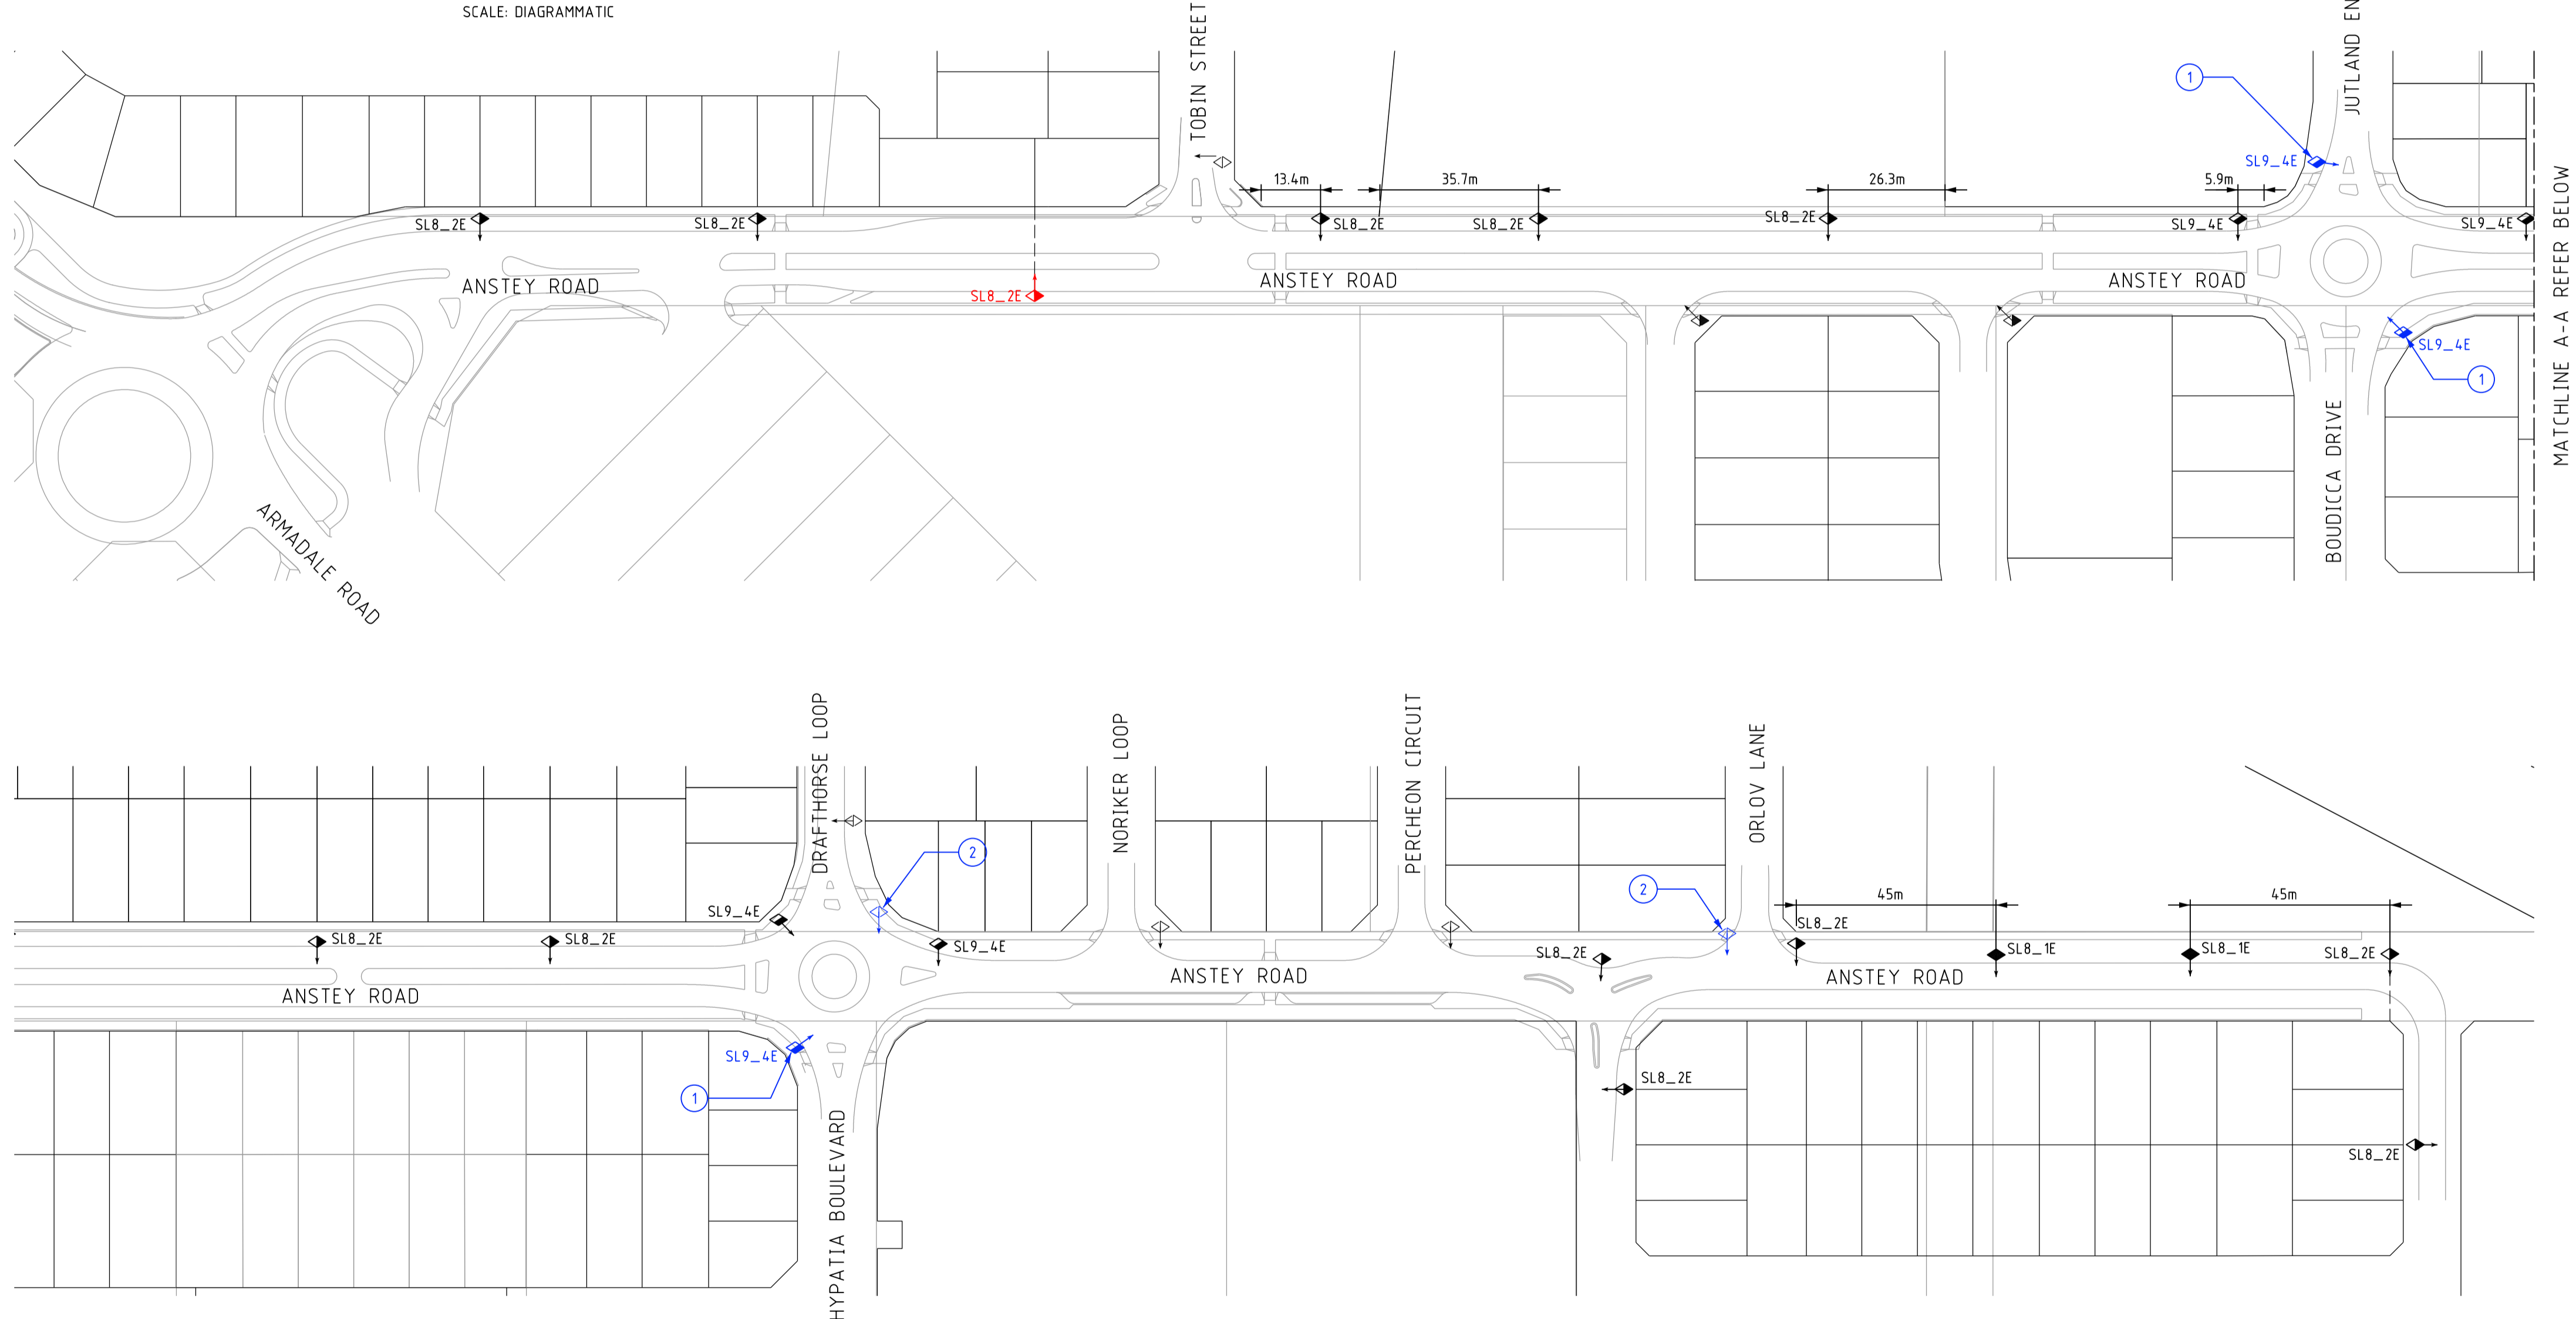 SCALE: DIAGRAMMATIC
TOBIN STREET
JUTLAND EN
1
SL9_4E
13.4m
35.7m
26.3m
5.9m
SL8_2E
SL8_2E
SL8_2E
SL8_2E
SL8_2E
SL9_4E
SL9_4E
MATCHLINE A-A REFER BELOW
ANSTEY ROAD
SL8_2E
ANSTEY ROAD
ANSTEY ROAD
SL9_4E
1
BOUDICCA DRIVE
ARMADALE ROAD
DRAFTHORSE LOOP
NORIKER LOOP
PERCHEON CIRCUIT
ORLOV LANE
2
2
45m
45m
SL9_4E
SL8_2E
SL8_2E
SL8_2E
SL9_4E
SL8_2E
SL8_1E
SL8_1E
SL8_2E
ANSTEY ROAD
ANSTEY ROAD
ANSTEY ROAD
SL9_4E
1
SL8_2E
SL8_2E
HYPATIA BOULEVARD